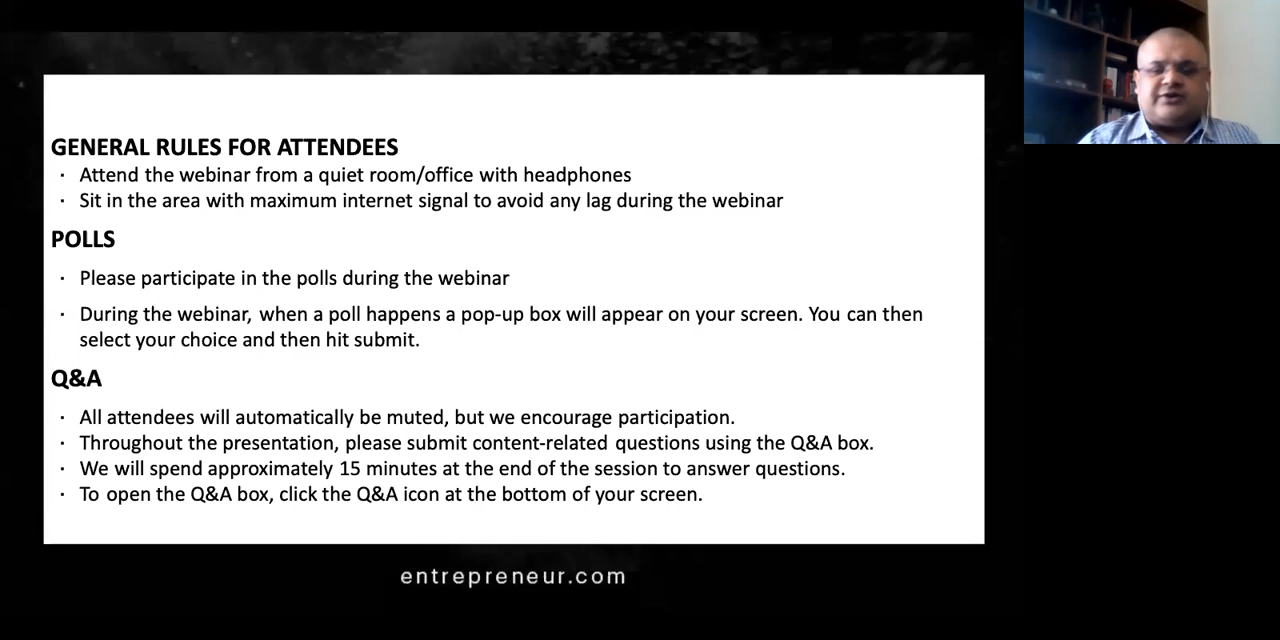 GENERAL RULES FOR ATTENDEES
· Attend the webinar from a quiet room/office with headphones
· Sit in the area with maximum internet signal to avoid any lag during the webinar
POLLS
· Please participate in the polls during the webinar
· During the webinar, when a poll happens a pop-up box will appear on your screen. You can then
select your choice and then hit submit.
Q&A
· All attendees will automatically be muted, but we encourage participation.
· Throughout the presentation, please submit content-related questions using the Q&A box.
· We will spend approximately 15 minutes at the end of the session to answer questions.
· To open the Q&A box, click the Q&A icon at the bottom of your screen.
entrepreneur.com